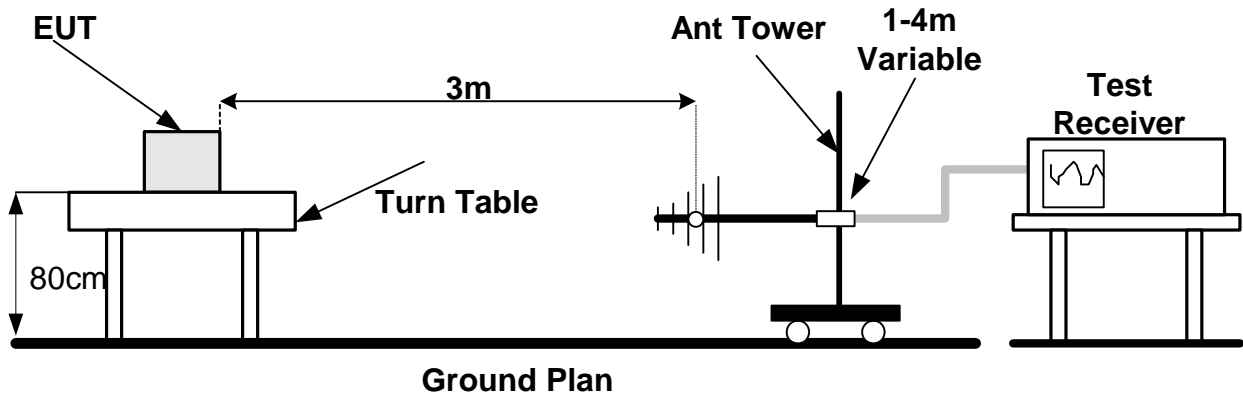 EUT
Ant Tower
1-4m
Variable
3m
Test
Receiver
Turn Table
80cm
Ground Plan